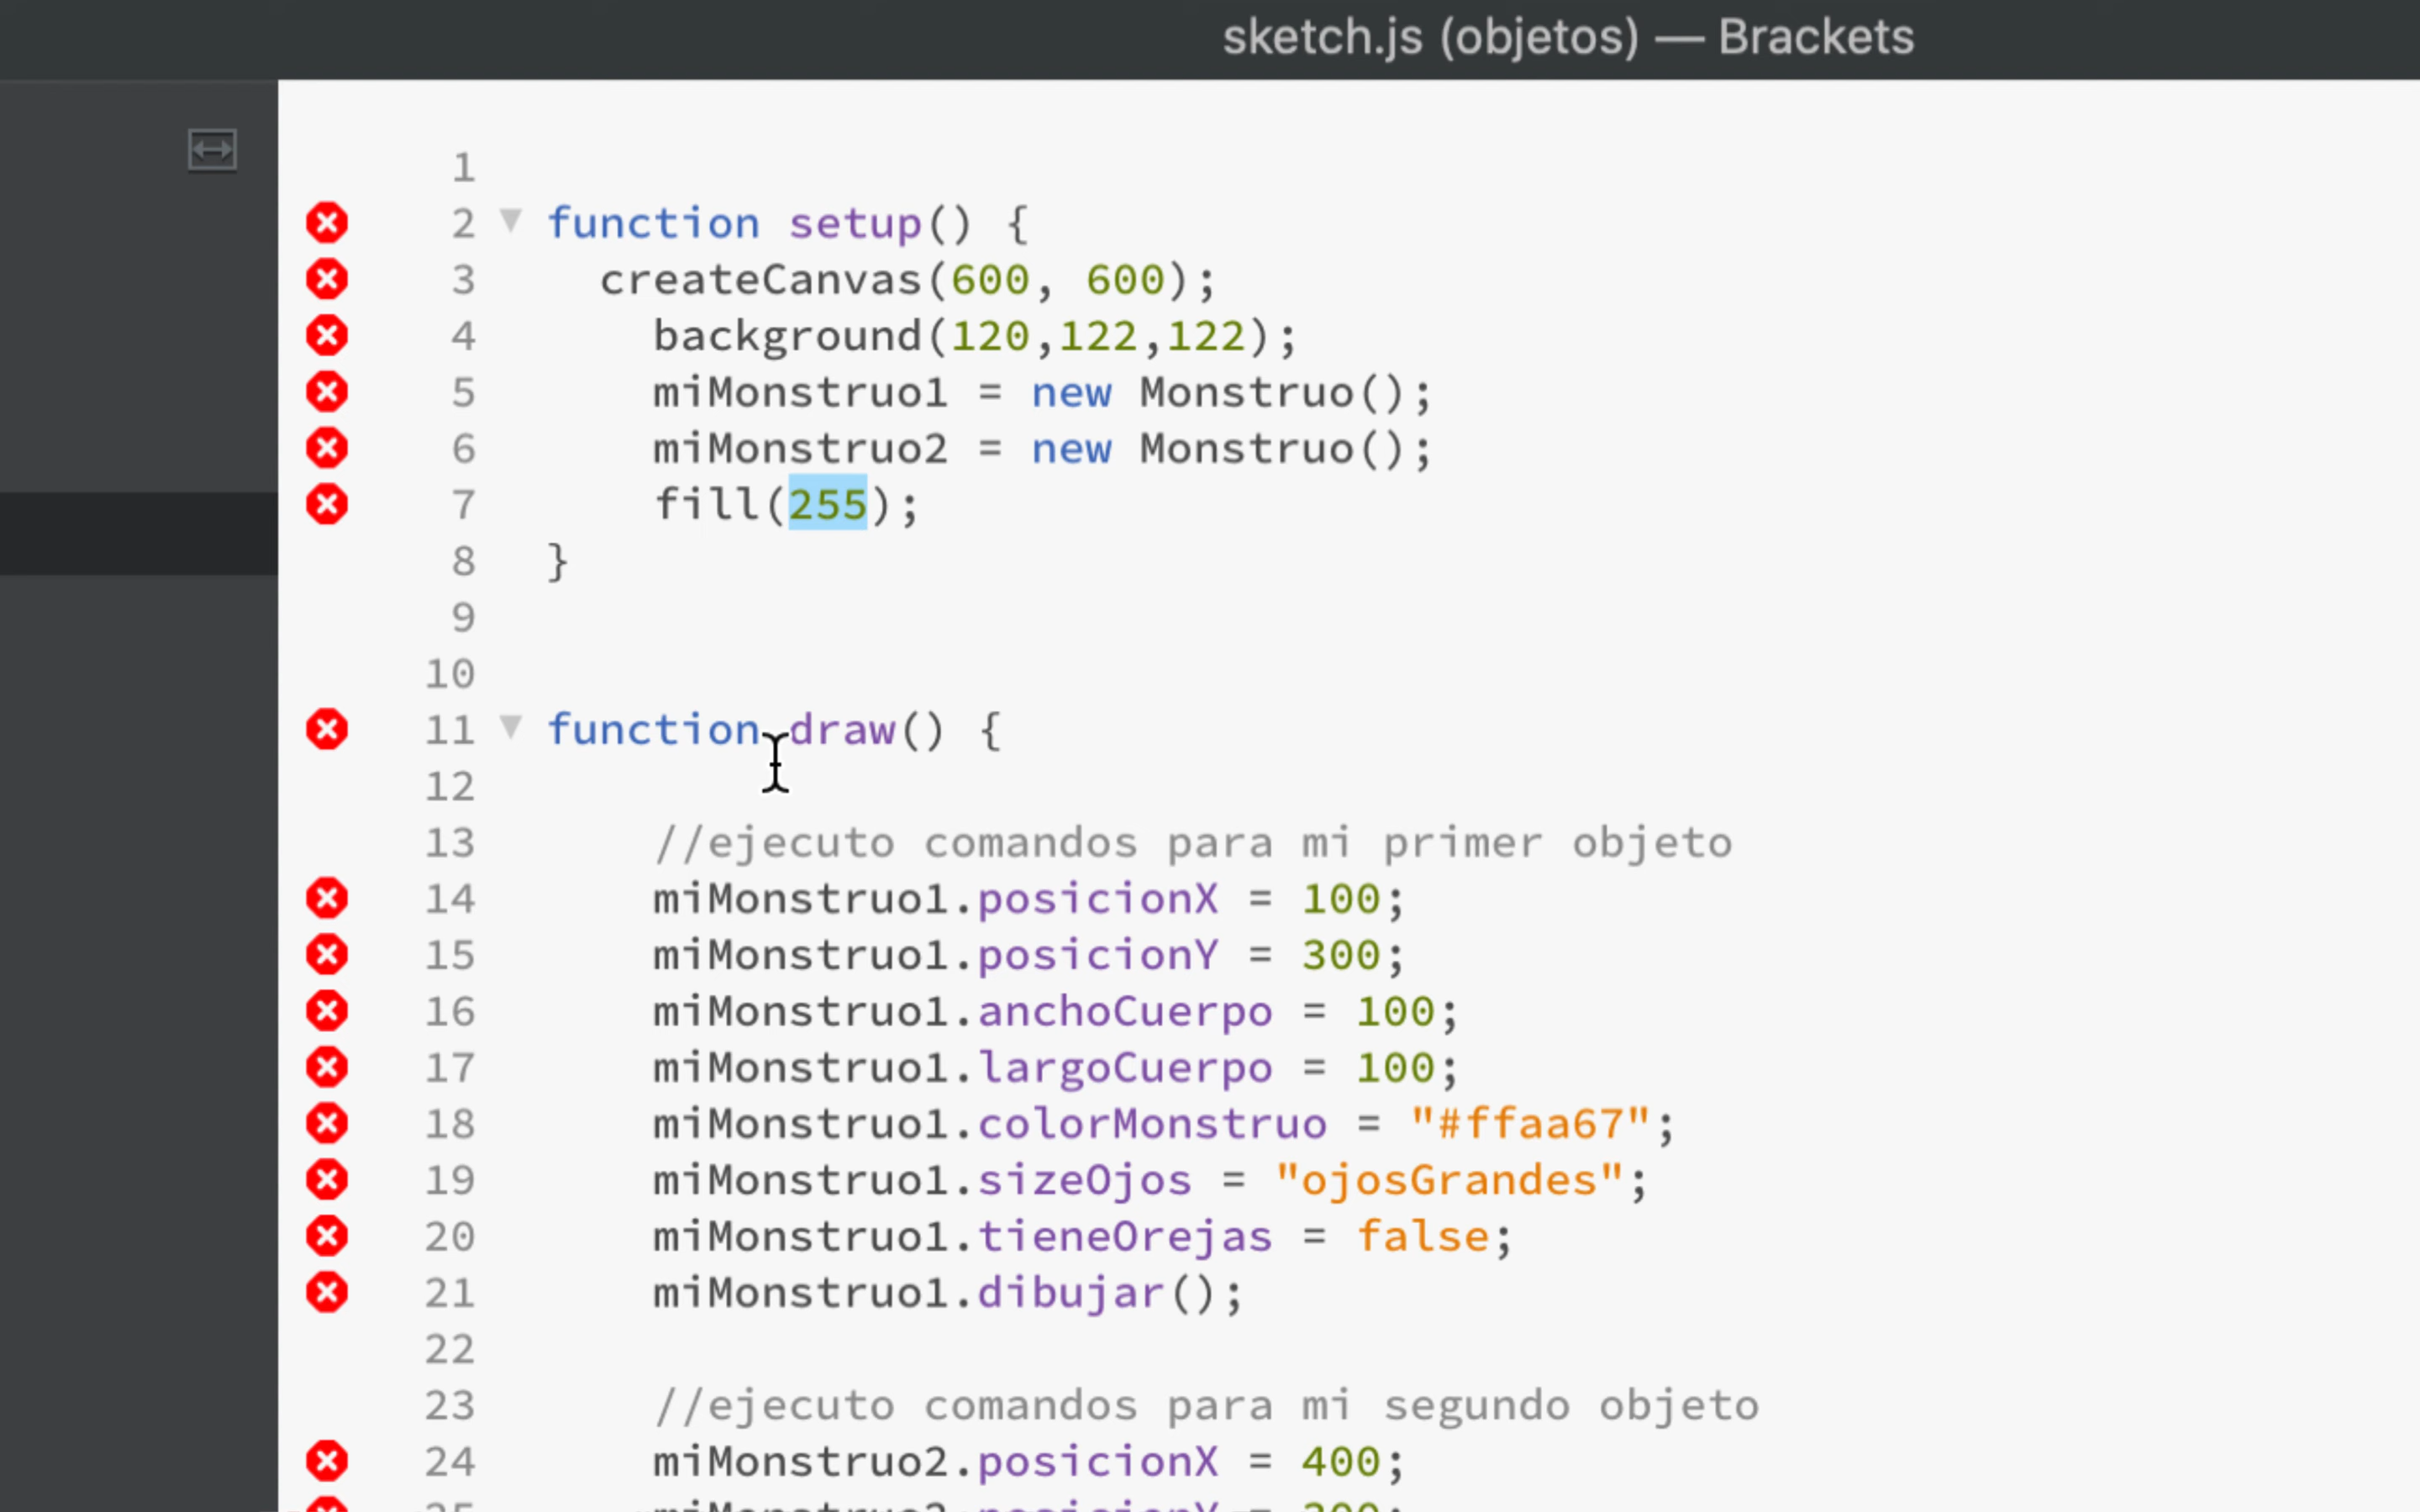 sketch.js (objetos) — Brackets
1
2 function setup() {
3 createCanvas(600, 600);
4 background(120,122,122);
5 miMonstruo1 = new Monstruo();
6 miMonstruo2 = new Monstruo();
7 fill(255);
8 }
9
10
11 function draw() {
12
13 //ejecuto comandos para mi primer objeto
14 miMonstruo1.posicionX = 100;
15 miMonstruo1.posicionY = 300;
16 miMonstruo1.anchoCuerpo = 100;
17 miMonstruo1.largoCuerpo = 100;
18 miMonstruo1.colorMonstruo = "#ffaa67";
19 miMonstruo1.sizeOjos = "ojosGrandes";
20 miMonstruo1.tieneOrejas = false;
21 miMonstruo1.dibujar();
22
23 //ejecuto comandos para mi segundo objeto
24 miMonstruo2.posicionX = 400;